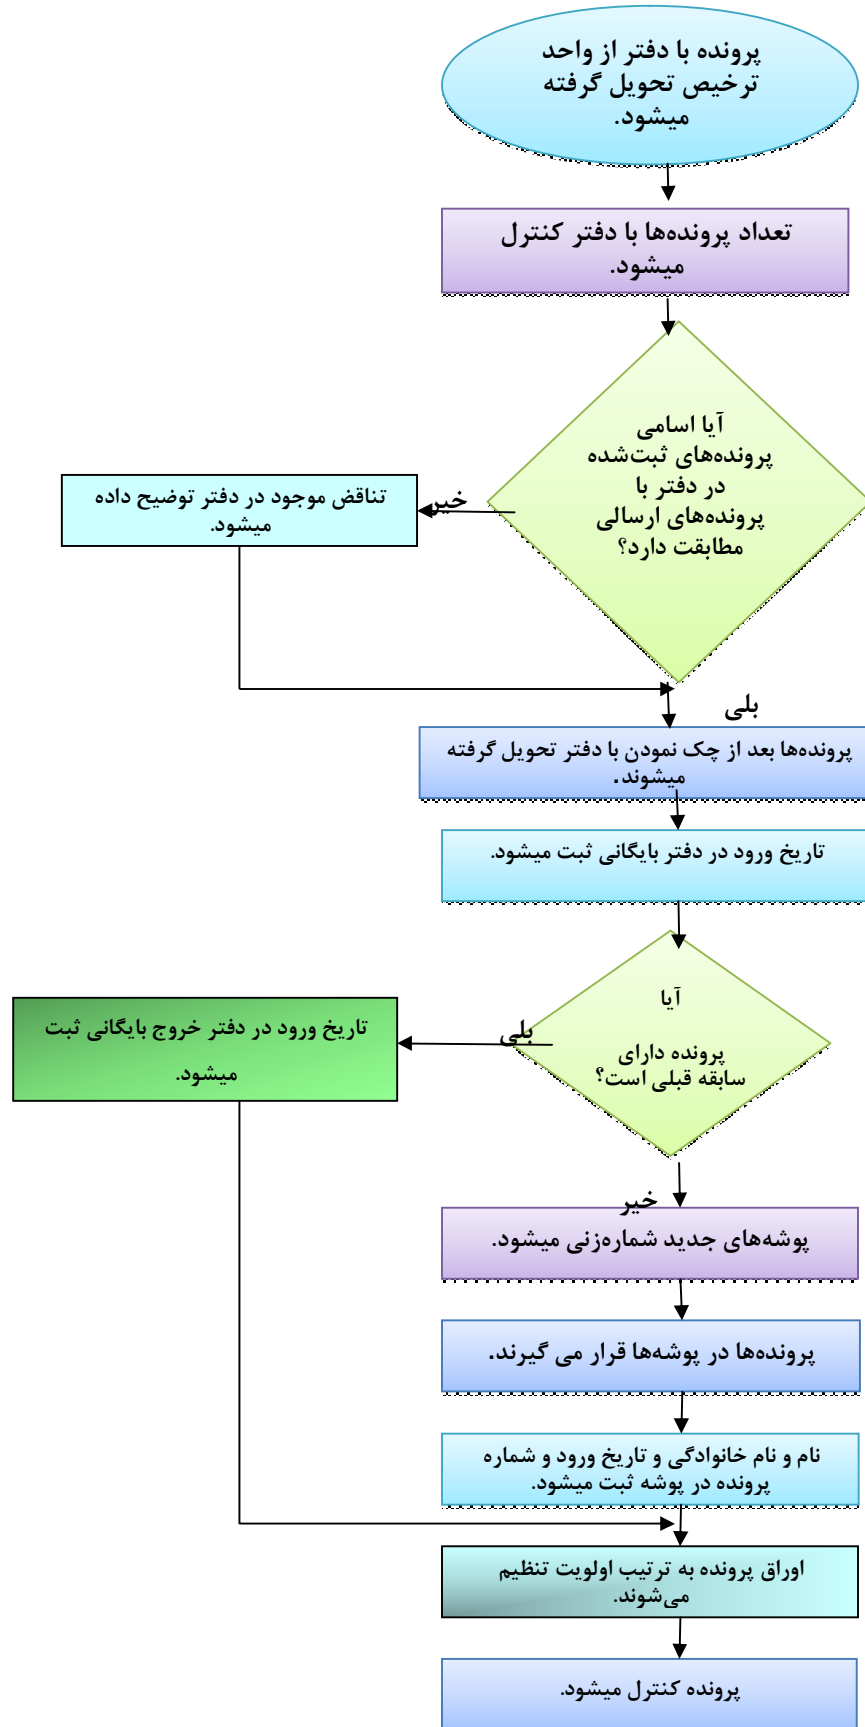 پرونده با دفتر از واحد
ترخیص تحویل گرفته
میشود.
تعداد پرونده‌ها با دفتر کنترل
میشود.
آیا اسامی
پرونده‌های ثبت‌شده
در دفتر با
پرونده‌های ارسالی
مطابقت دارد؟
خیر
تناقض موجود در دفتر توضیح داده
میشود.
بلی
پرونده‌ها بعد از چک نمودن با دفتر تحویل گرفته
میشوند.
تاریخ ورود در دفتر بایگانی ثبت میشود.
آیا
پرونده دارای
سابقه قبلی است؟
بلی
تاریخ ورود در دفتر خروج بایگانی ثبت
میشود.
خیر
پوشه‌های جدید شماره‌زنی میشود.
پرونده‌ها در پوشه‌ها قرار می گیرند.
نام و نام خانوادگی و تاریخ ورود و شماره
پرونده در پوشه ثبت میشود.
اوراق پرونده به ترتیب اولویت تنظیم
می‌شوند.
پرونده کنترل میشود.